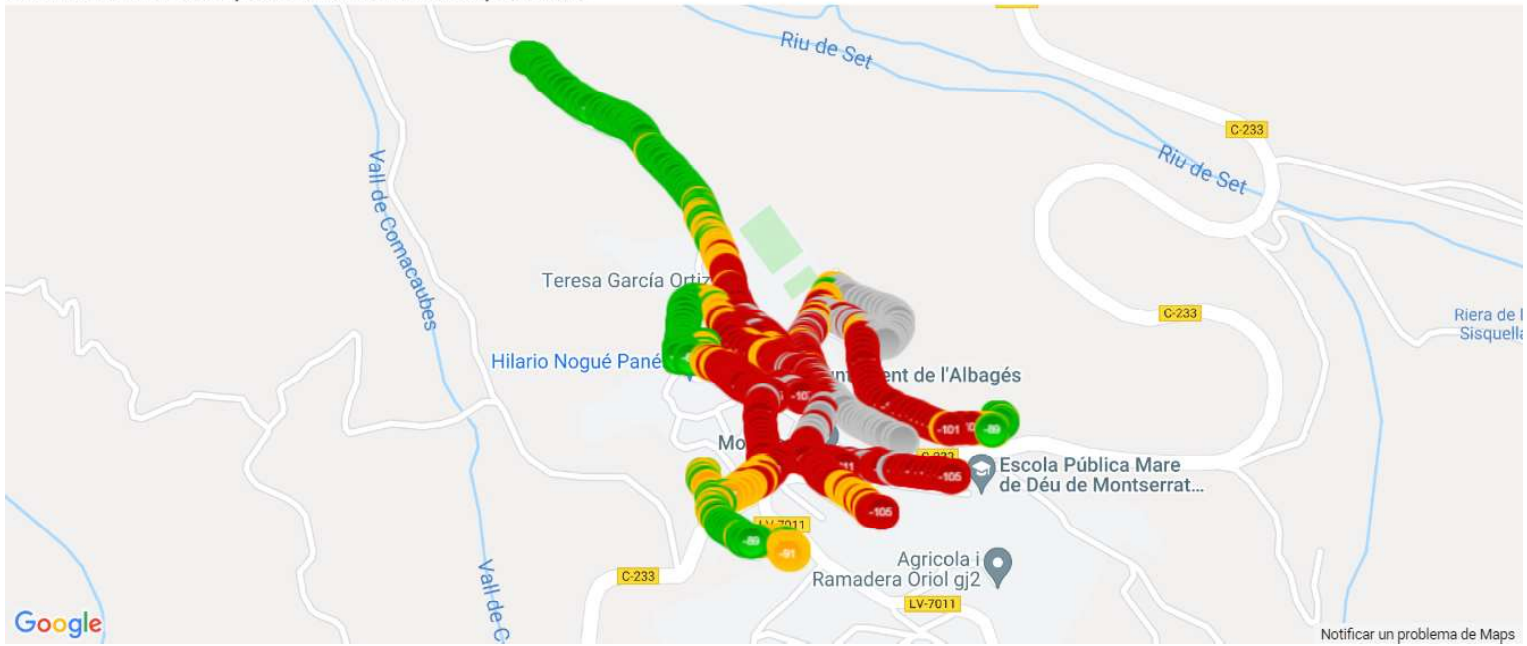 Riu de Set
C-233
Riu de Set
Vall de Comacaubes
Teresa García Ortiz
C-233
Riera de l
Sisquella
Hilario Nogué Pané
ent de l'Albagés
-101
-89
Mo
C-233
-105
Escola Pública Mare
de Déu de Montserrat...
-105
LV-7011
-89
-91
Agricola i
Ramadera Oriol gj2
C-233
LV-7011
Vall de C
Google
Notificar un problema de Maps